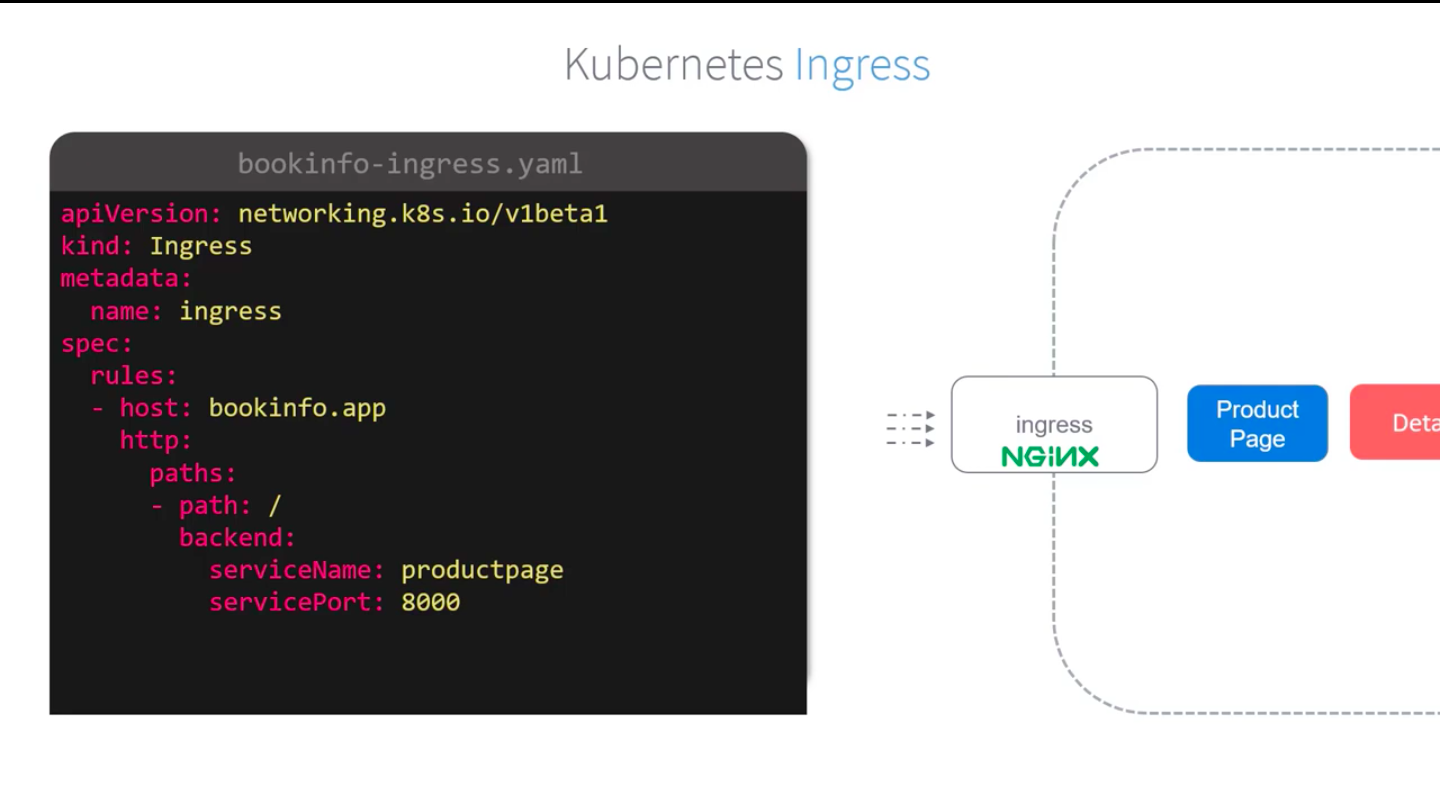 Kubernetes Ingress
bookinfo-ingress.yaml
apiVersion: networking.k8s.io/v1beta1
kind: Ingress
metadata:
  name: ingress
spec:
  rules:
  - host: bookinfo.app
    http:
      paths:
      - path: /
        backend:
          serviceName: productpage
          servicePort: 8000
ingress
NGINX
Product
Page